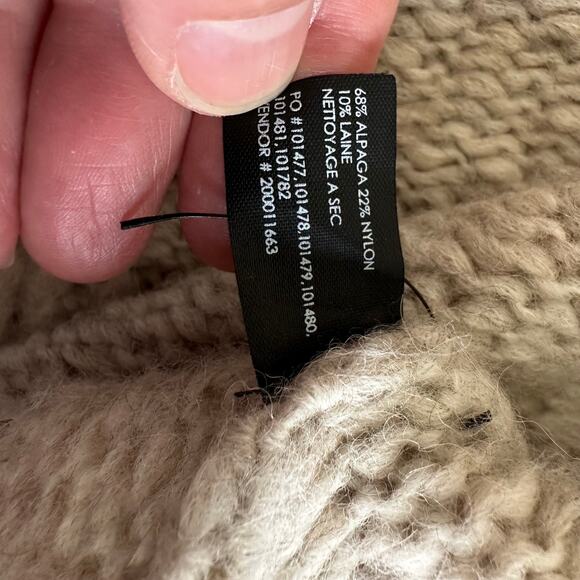 68% ALPAGA 22% NYLON
10% LAINE
NETTOYAGE A SEC
PO #101477,101478,101479,101480,
101481,101782
VENDOR # 200011663